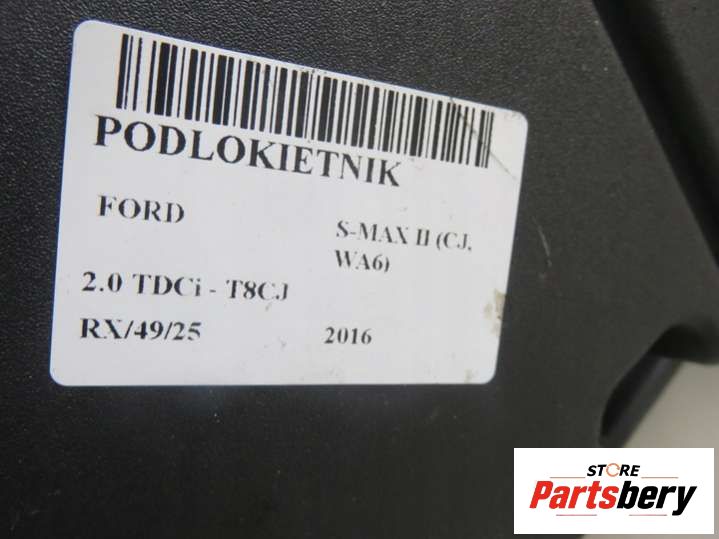 PODLOKIETNIK
FORD
S-MAX II (CJ,
WA6)
2.0 TDCi - T8CJ
RX/49/25
2016
STORE
Partsbery